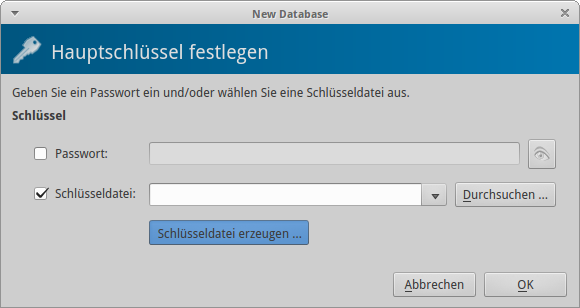 New Database
Hauptschlüssel festlegen
Geben Sie ein Passwort ein und/oder wählen Sie eine Schlüsseldatei aus.
Schlüssel
Passwort:
Schlüsseldatei:
Durchsuchen ...
Schlüsseldatei erzeugen ...
Abbrechen
OK